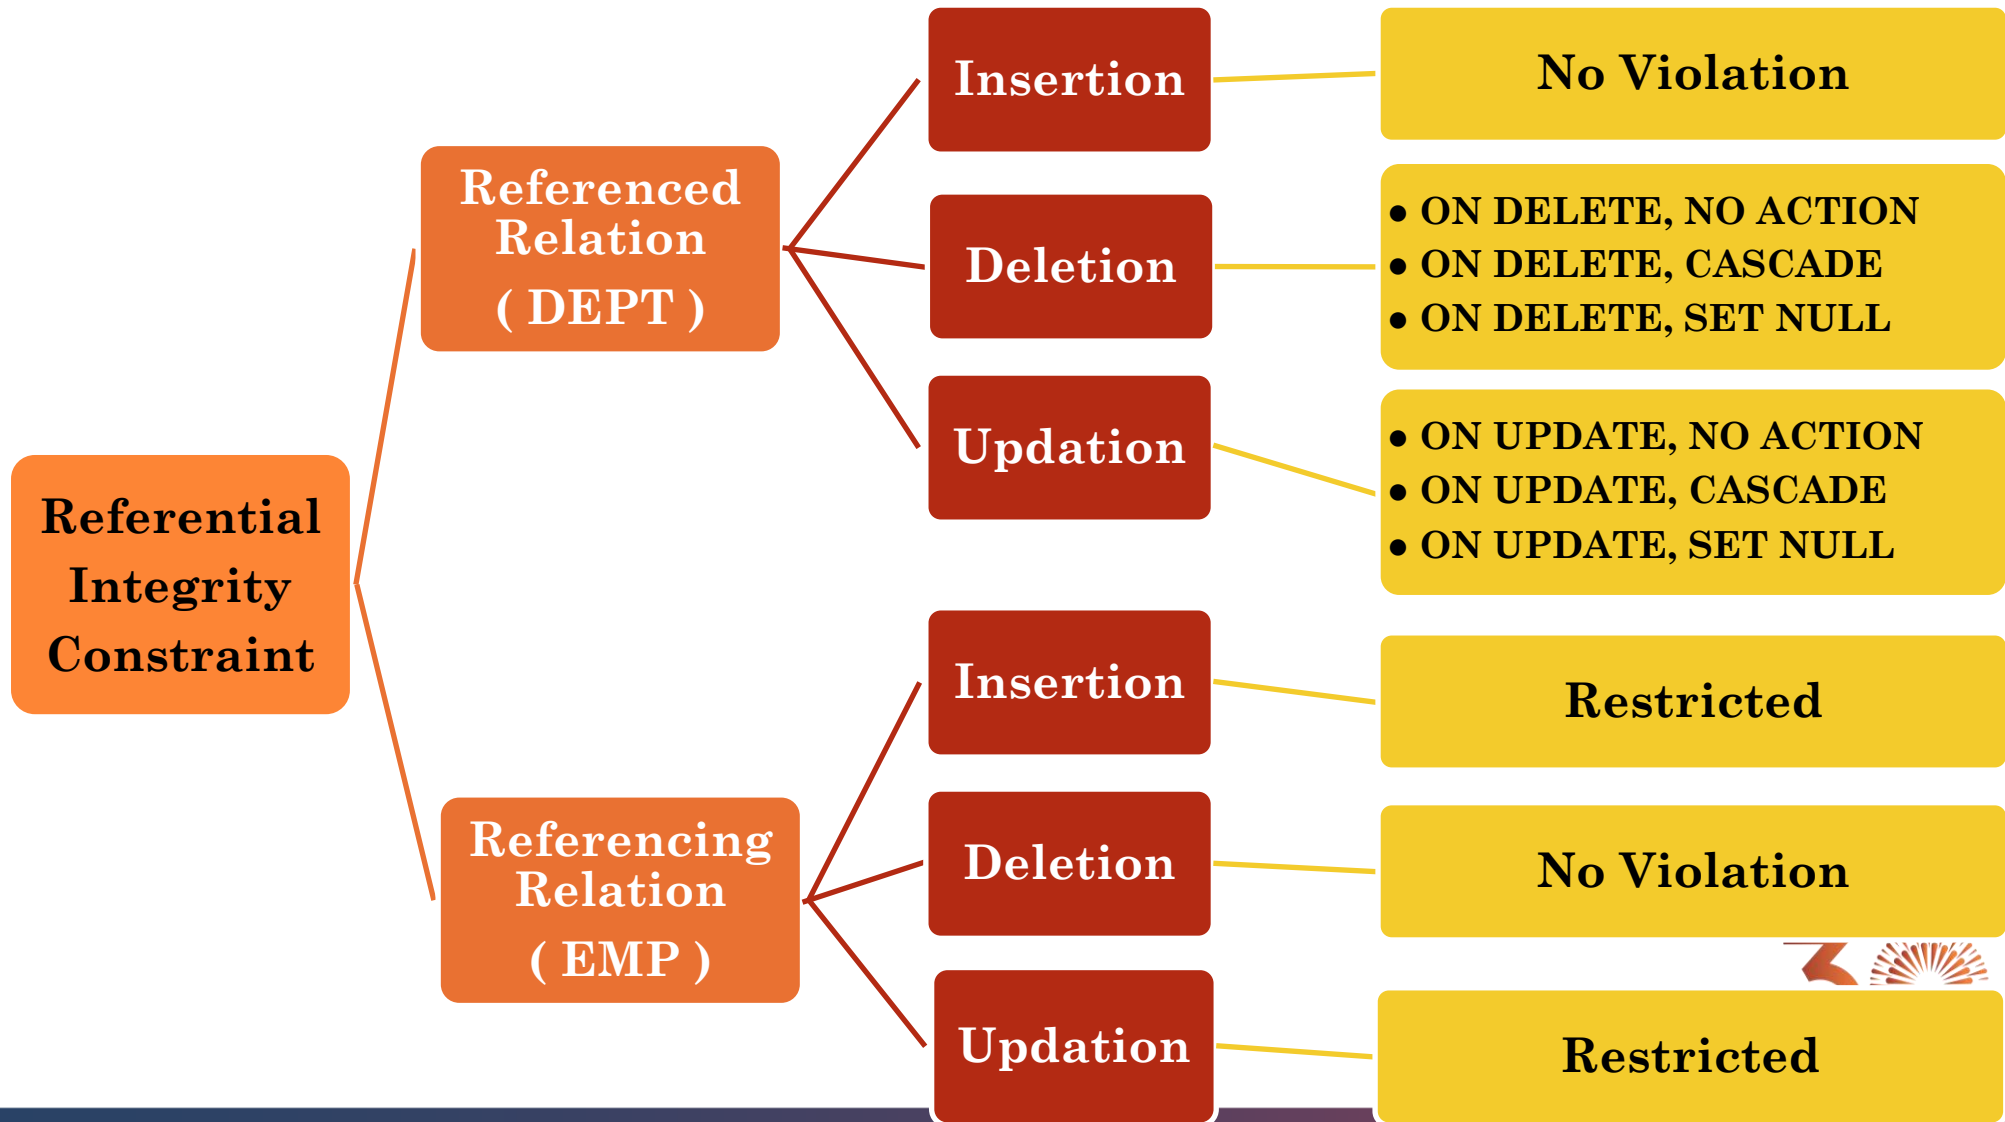 Referential
Integrity
Constraint
Referenced
Relation
( DEPT )
Insertion
No Violation
Deletion
● ON DELETE, NO ACTION
● ON DELETE, CASCADE
● ON DELETE, SET NULL
Updation
● ON UPDATE, NO ACTION
● ON UPDATE, CASCADE
● ON UPDATE, SET NULL
Referencing
Relation
( EMP )
Insertion
Restricted
Deletion
No Violation
Updation
Restricted